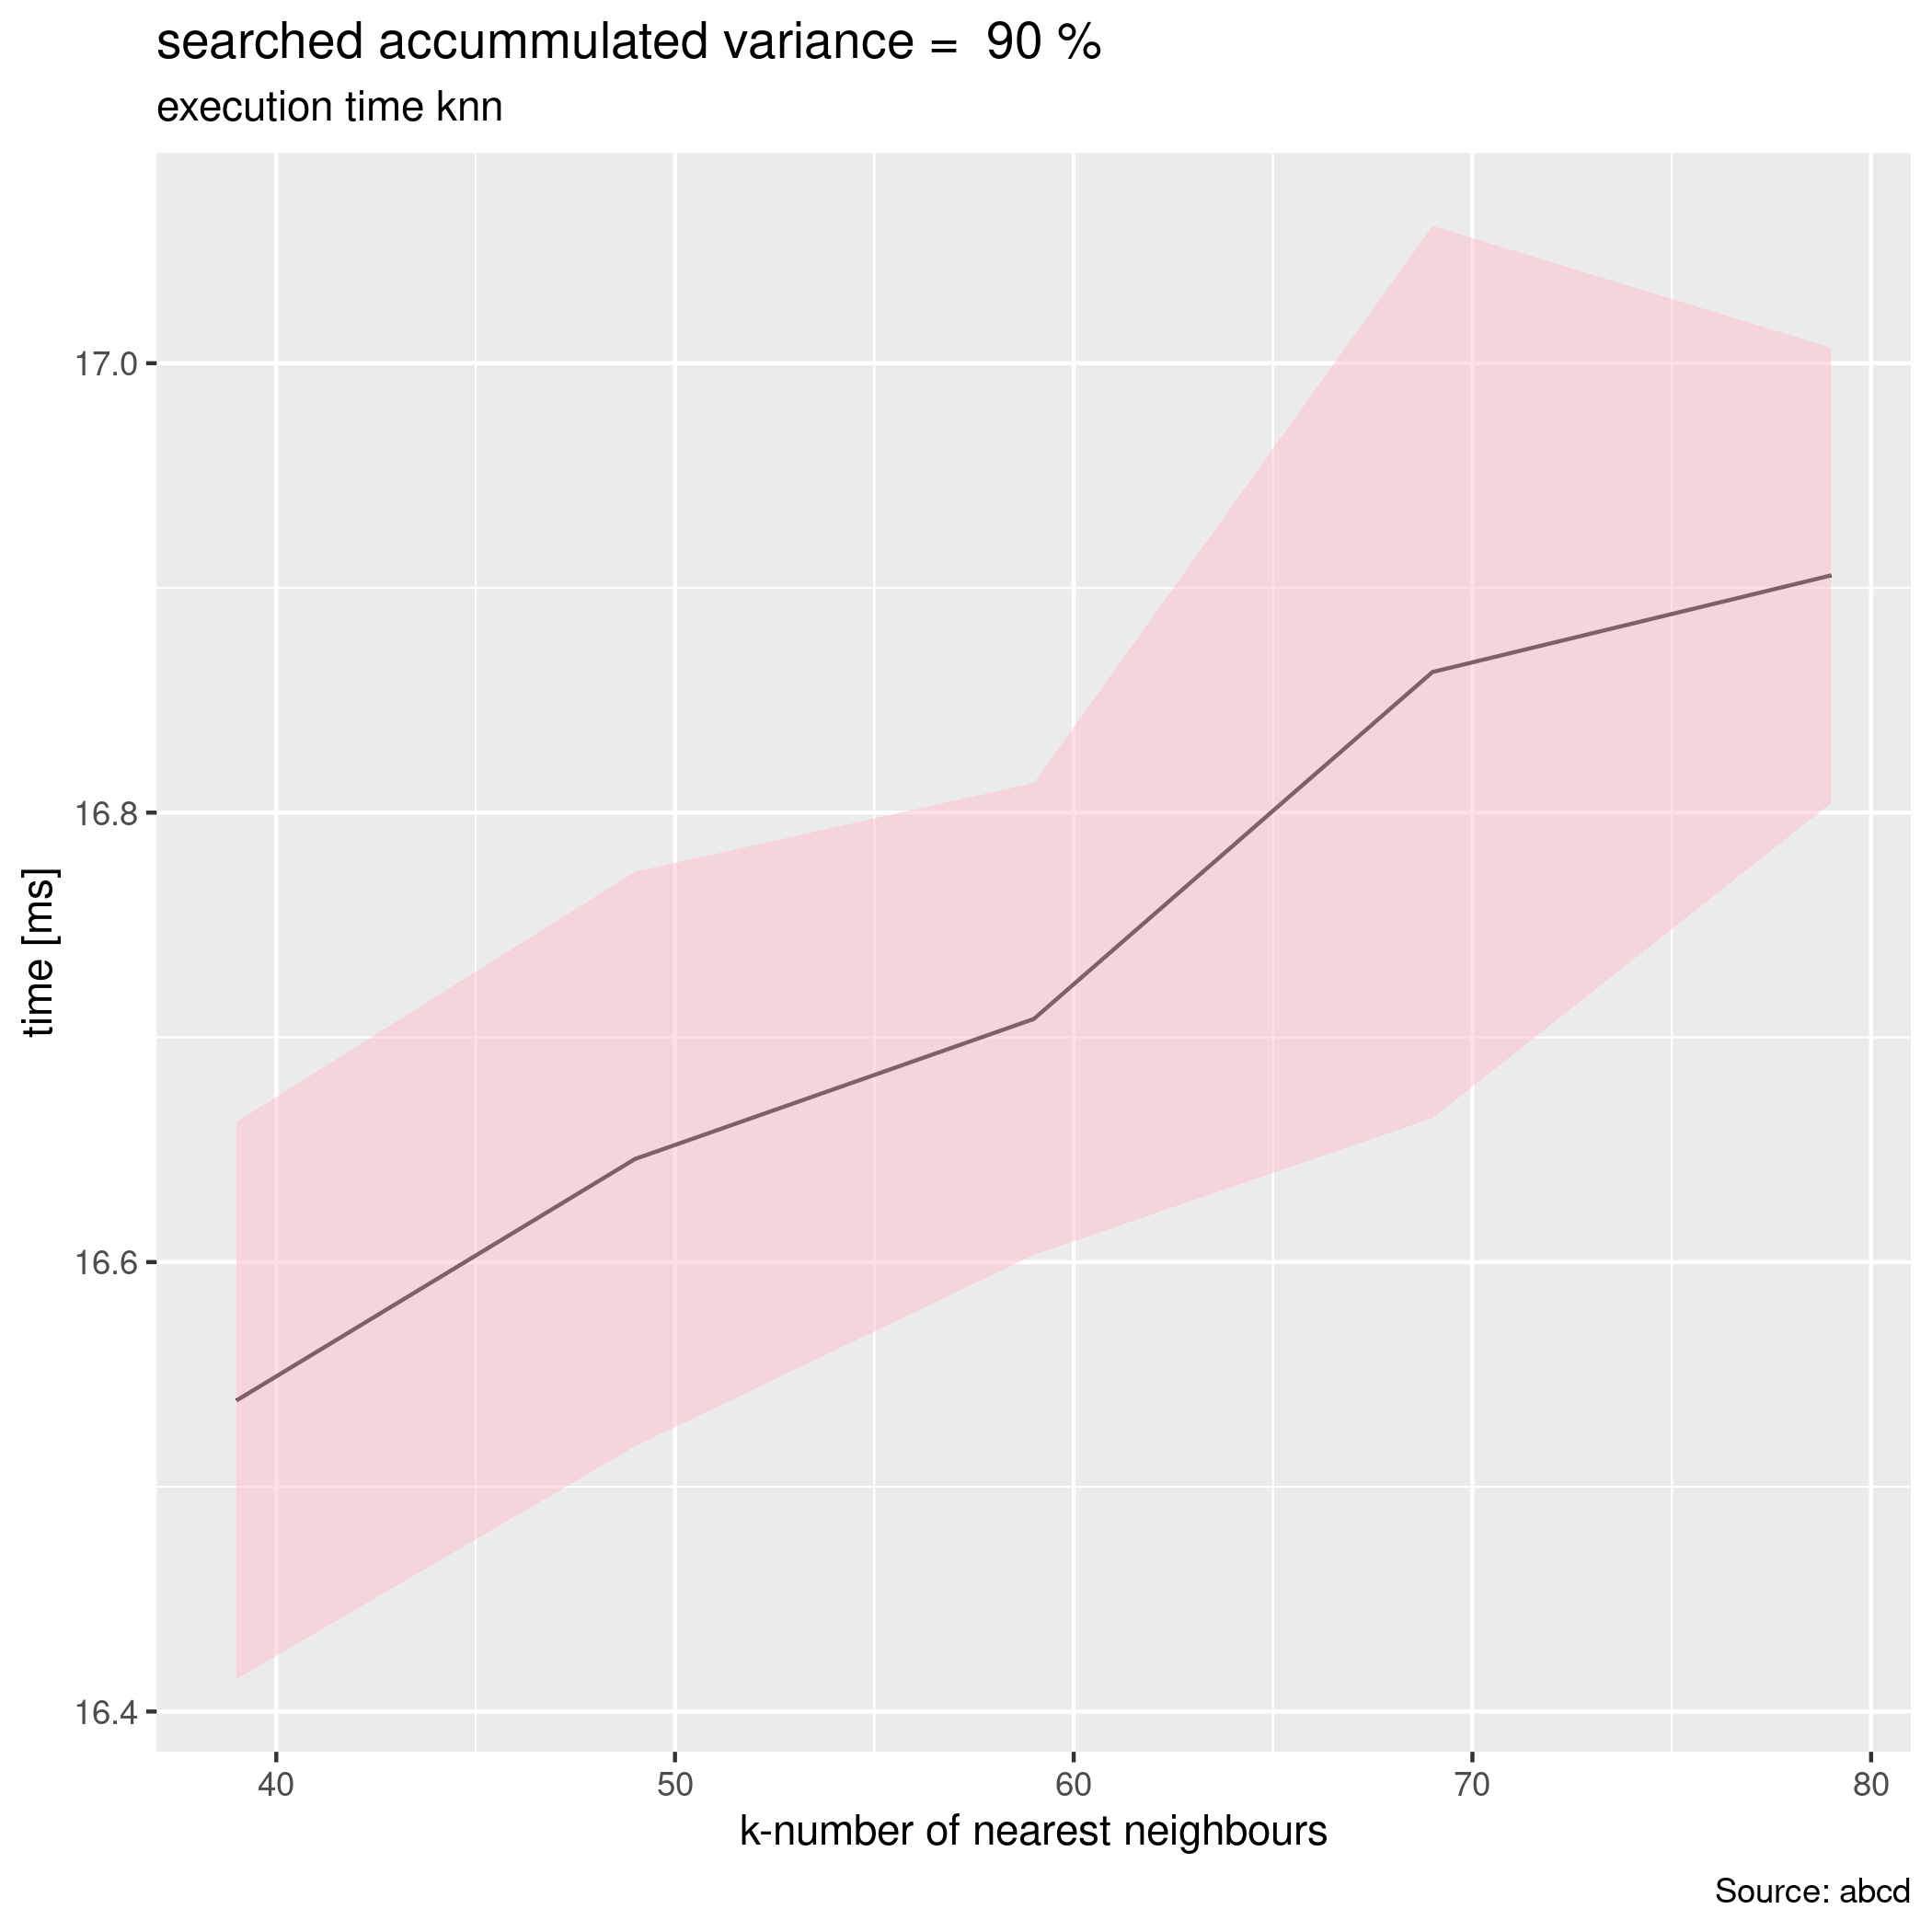 searched accummulated variance =  90 %
execution time knn
17.0
16.8
16.6
16.4
time [ms]
40 50 60 70 80
k-number of nearest neighbours
Source: abcd